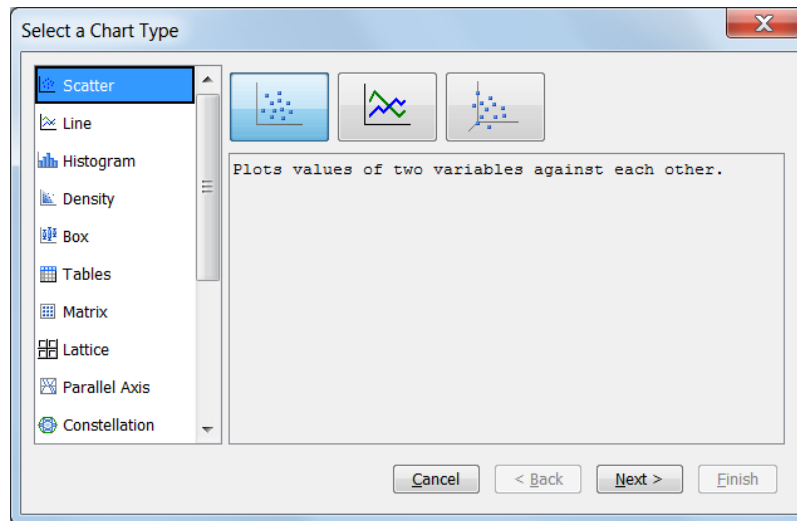 Select a Chart Type
X
Scatter
Line
Histogram
Density
Box
Tables
Matrix
Lattice
Parallel Axis
Constellation
Plots values of two variables against each other.
Cancel
< Back
Next >
Finish